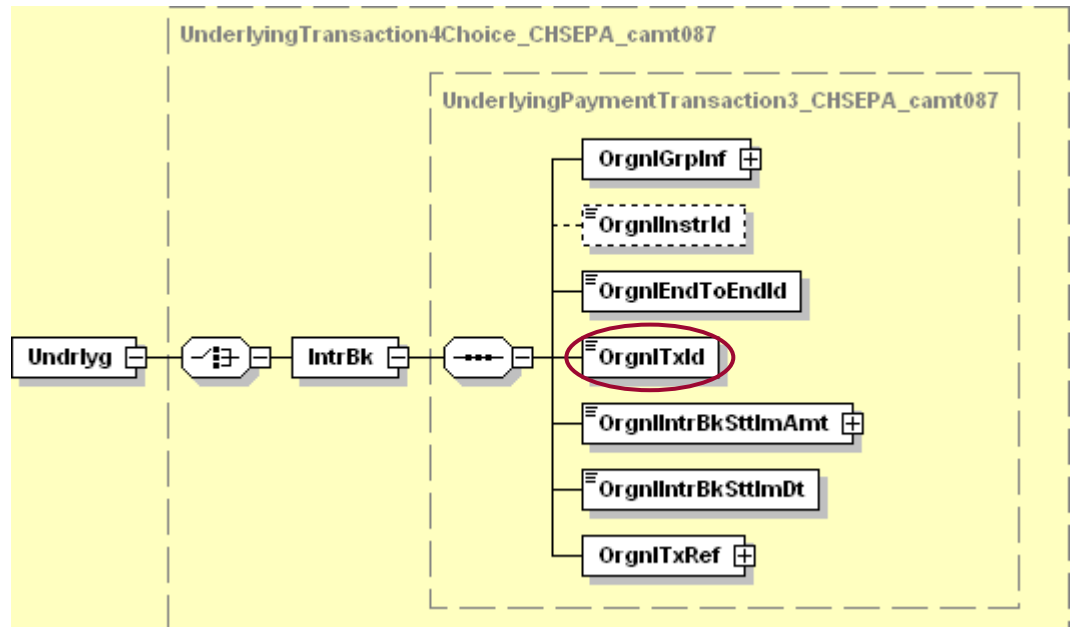 UnderlyingTransaction4Choice_CHSEPA_camt087
UnderlyingPaymentTransaction3_CHSEPA_camt087
OrgnlGrpInf
OrgnlInstrId
OrgnlEndToEndId
Undrlyg
IntrBk
OrgnlTxId
OrgnlIntrBkSttlmAmt
OrgnlIntrBkSttlmDt
OrgnlTxRef